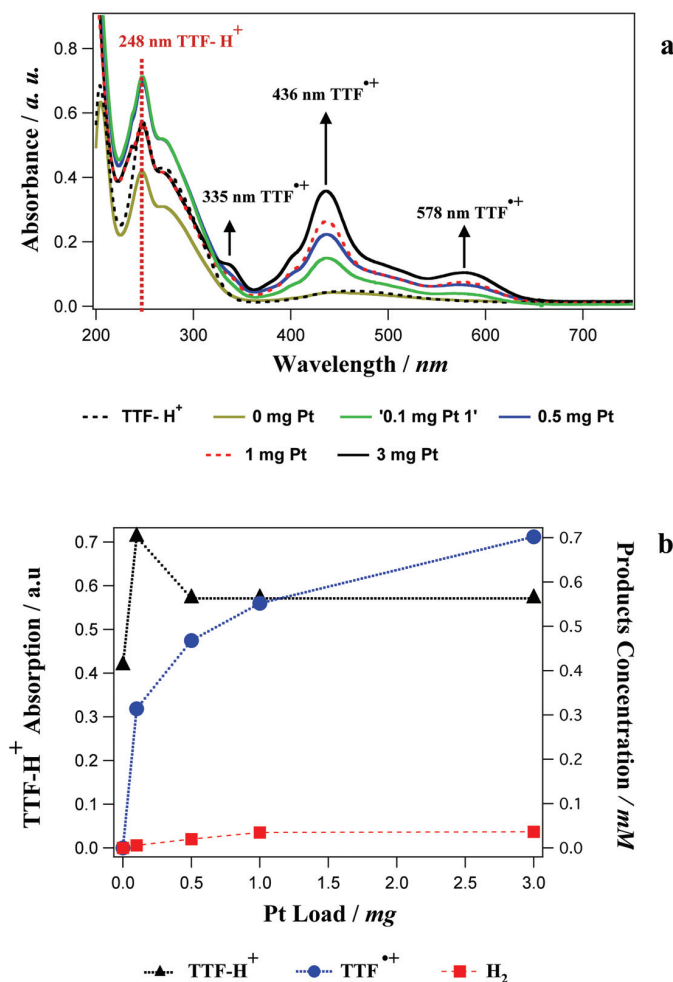 a
248 nm TTF- H+
436 nm TTF•+
335 nm TTF•+
578 nm TTF•+
Absorbance / a. u.
0.8
0.6
0.4
0.2
0.0
200 300 400 500 600 700
Wavelength / nm
TTF- H+ 0 mg Pt '0.1 mg Pt 1' 0.5 mg Pt
1 mg Pt 3 mg Pt
b
TTF-H+ Absorption / a.u
0.7
0.6
0.5
0.4
0.3
0.2
0.1
0.0
Products Concentration / mM
0.7
0.6
0.5
0.4
0.3
0.2
0.1
0.0
0.0 0.5 1.0 1.5 2.0 2.5 3.0
Pt Load / mg
TTF-H+ TTF•+ H2